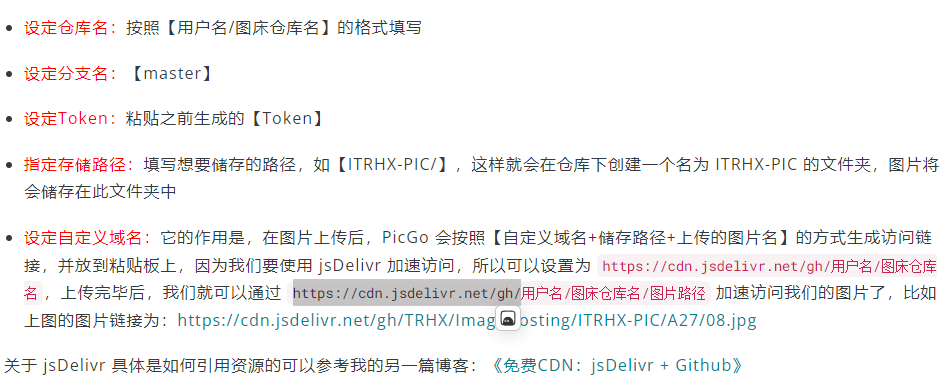 设定仓库名：按照【用户名/图床仓库名】的格式填写
设定分支名：【master】
设定Token：粘贴之前生成的【Token】
指定存储路径：填写想要储存的路径，如【ITRHX-PIC/】，这样就会在仓库下创建一个名为 ITRHX-PIC 的文件夹，图片将
会储存在此文件夹中
设定自定义域名：它的作用是，在图片上传后，PicGo 会按照【自定义域名+储存路径+上传的图片名】的方式生成访问链
接，并放到粘贴板上，因为我们要使用 jsDelivr 加速访问，所以可以设置为 https://cdn.jsdelivr.net/gh/用户名/图床仓库
名 ，上传完毕后，我们就可以通过 https://cdn.jsdelivr.net/gh/用户名/图床仓库名/图片路径 加速访问我们的图片了，比如
上图的图片链接为：https://cdn.jsdelivr.net/gh/TRHX/Imag osting/ITRHX-PIC/A27/08.jpg
关于 jsDelivr 具体是如何引用资源的可以参考我的另一篇博客：《免费CDN：jsDelivr + Github》